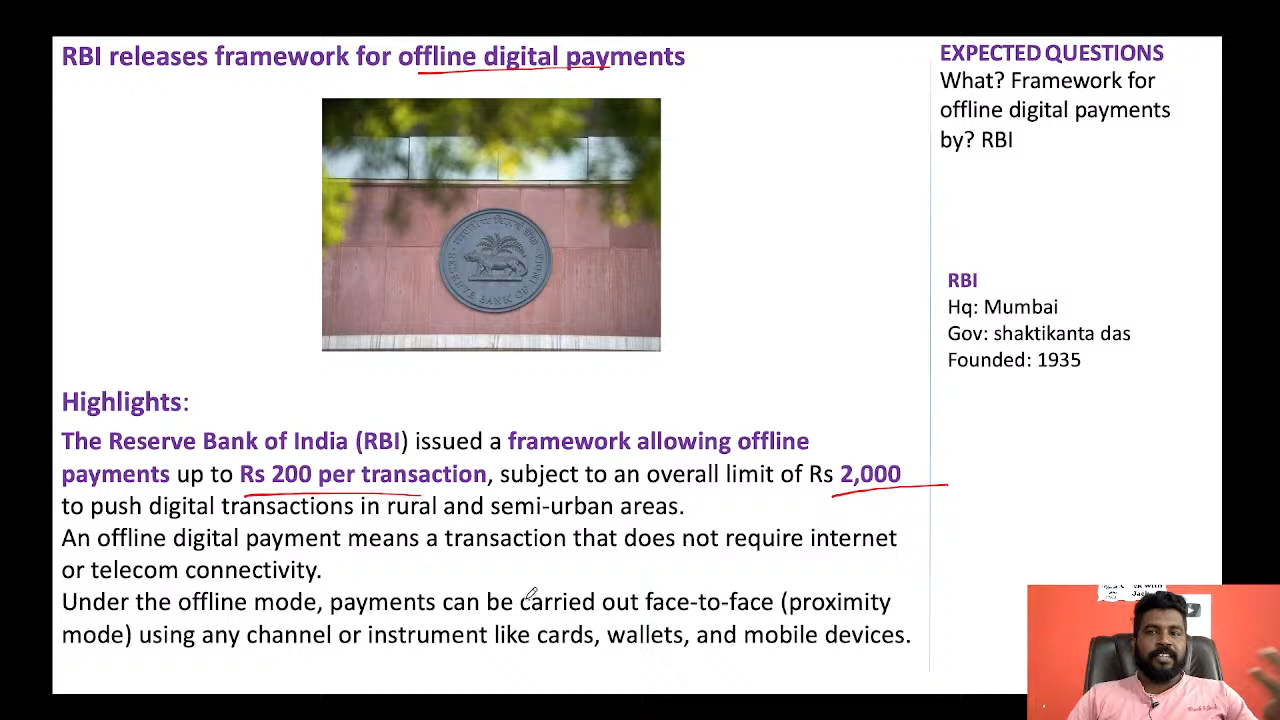 RBI releases framework for offline digital payments
RESERVE BANK OF INDIA
Highlights:
The Reserve Bank of India (RBI) issued a framework allowing offline
payments up to Rs 200 per transaction, subject to an overall limit of Rs 2,000
to push digital transactions in rural and semi-urban areas.
An offline digital payment means a transaction that does not require internet
or telecom connectivity.
Under the offline mode, payments can be carried out face-to-face (proximity
mode) using any channel or instrument like cards, wallets, and mobile devices.
EXPECTED QUESTIONS
What? Framework for
offline digital payments
by? RBI
RBI
Hq: Mumbai
Gov: shaktikanta das
Founded: 1935